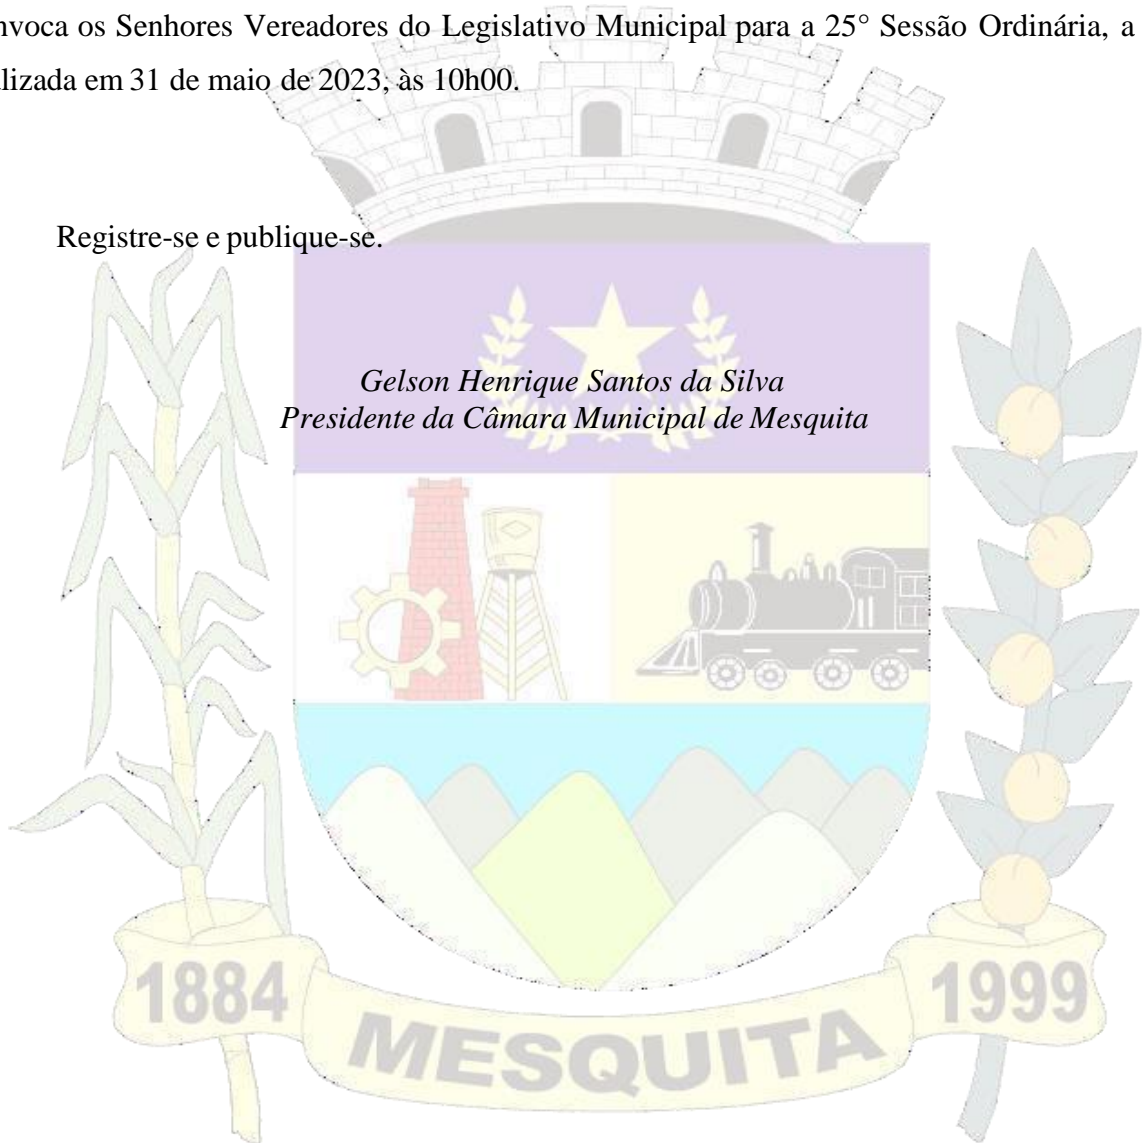 nvoca os Senhores Vereadores do Legislativo Municipal para a 25° Sessão Ordinária, a
lizada em 31 de maio de 2023, às 10h00.
Registre-se e publique-se.
Gelson Henrique Santos da Silva
Presidente da Câmara Municipal de Mesquita
1884
MESQUITA
1999